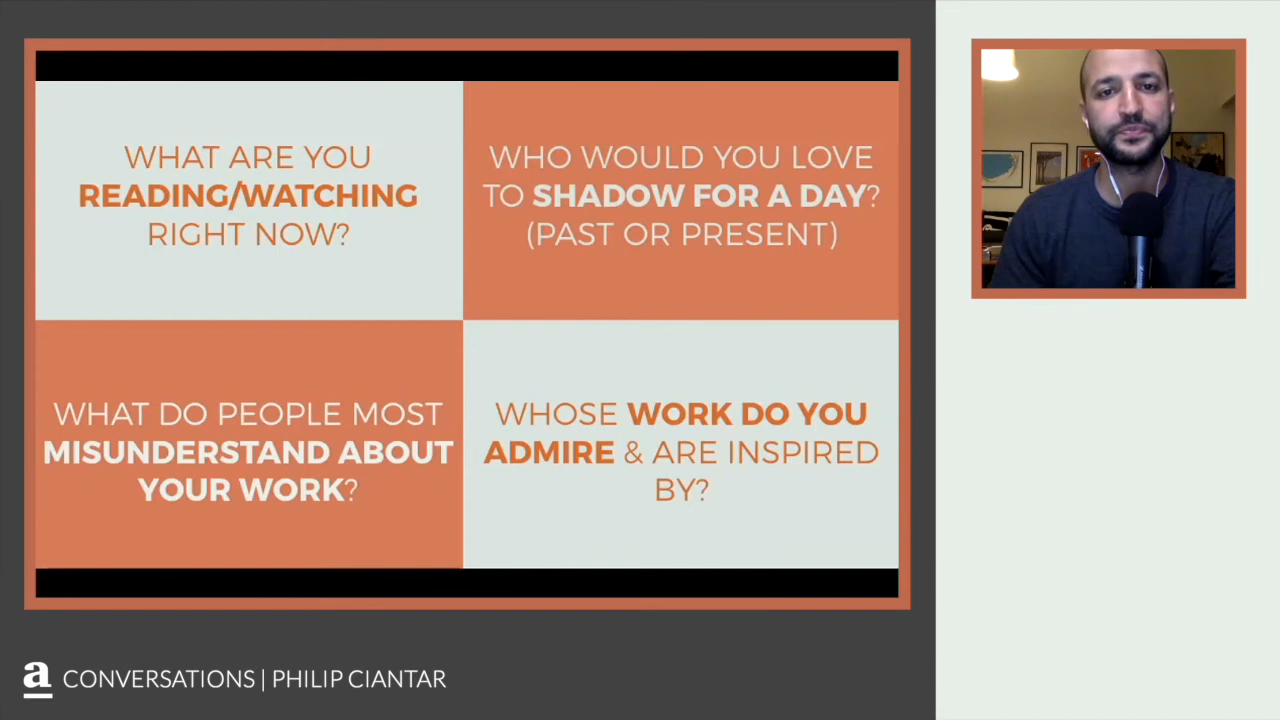 WHAT ARE YOU
READING/WATCHING
RIGHT NOW?
WHO WOULD YOU LOVE
TO SHADOW FOR A DAY?
(PAST OR PRESENT)
WHAT DO PEOPLE MOST
MISUNDERSTAND ABOUT
YOUR WORK?
WHOSE WORK DO YOU
ADMIRE & ARE INSPIRED
BY?
a CONVERSATIONS | PHILIP CIANTAR